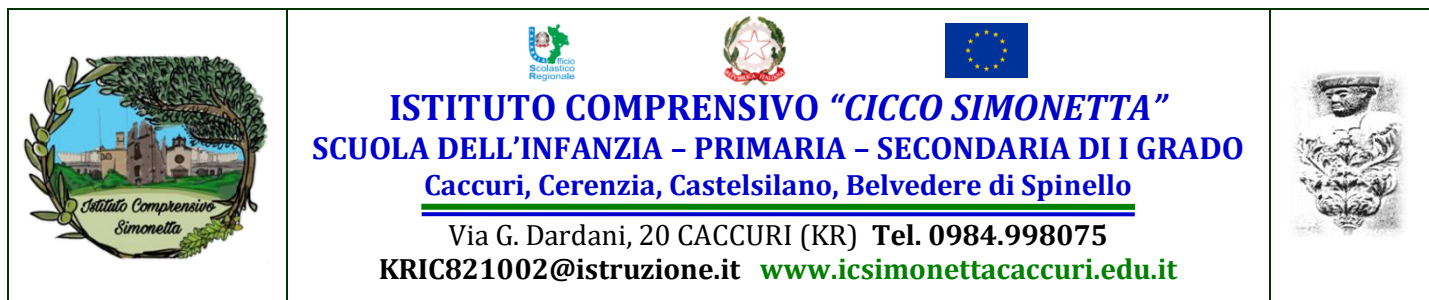 Istituto Comprensivo
Simonetta
Ufficio
Scolastico
Regionale
REPVBBLICA ITALIANA
ISTITUTO COMPRENSIVO “CICCO SIMONETTA”
SCUOLA DELL’INFANZIA – PRIMARIA – SECONDARIA DI I GRADO
Caccuri, Cerenzia, Castelsilano, Belvedere di Spinello
Via G. Dardani, 20 CACCURI (KR) Tel. 0984.998075
KRIC821002@istruzione.it www.icsimonettacaccuri.edu.it